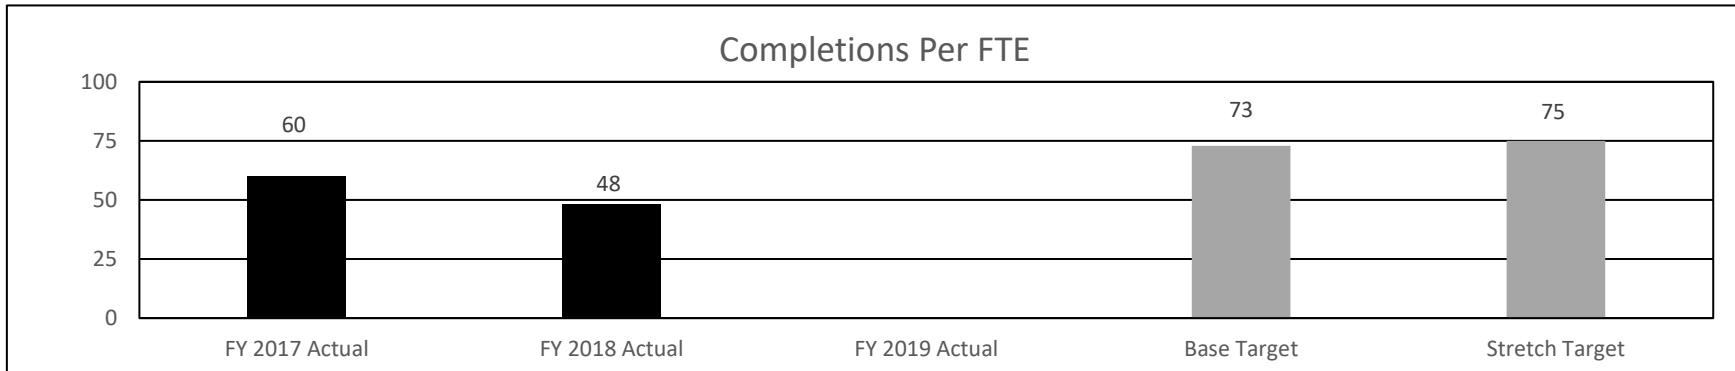 Completions Per FTE
100
75
50
25
0
60
48
73
75
FY 2017 Actual
FY 2018 Actual
FY 2019 Actual
Base Target
Stretch Target